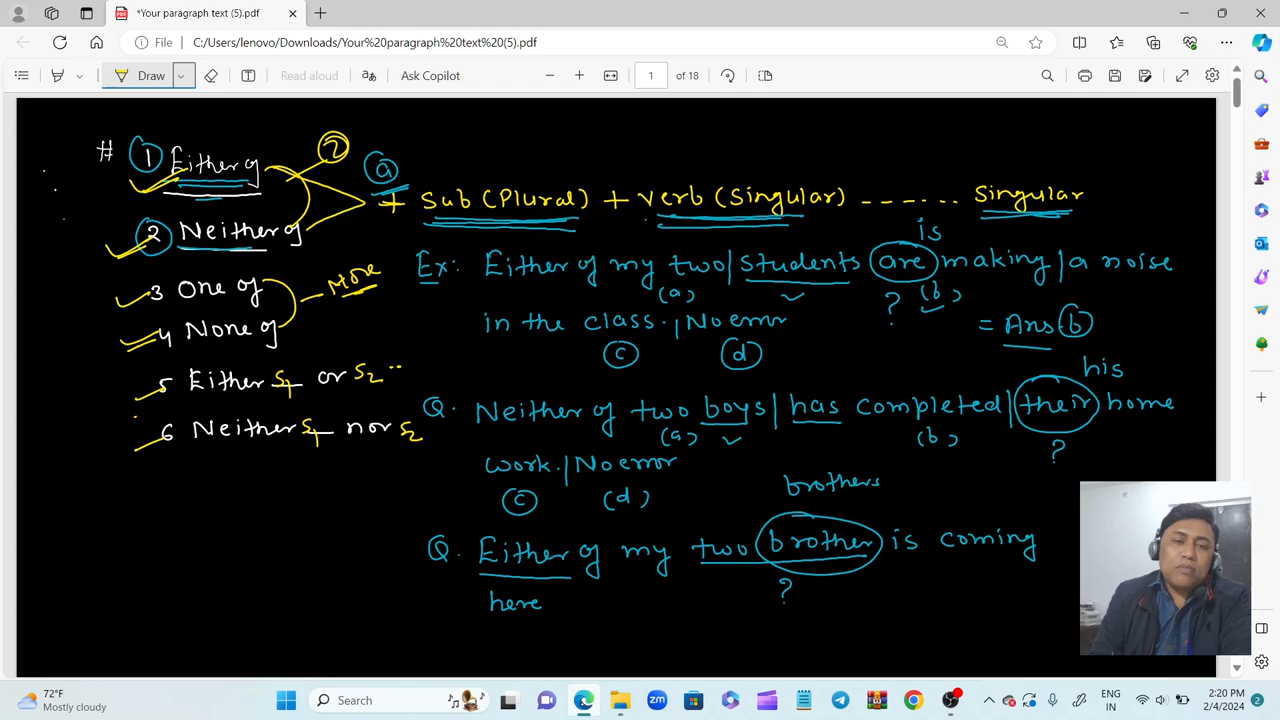 *Your paragraph text (5).pdf
File C:/Users/lenovo/Downloads/Your%20paragraph%20text%20(5).pdf
Draw Read aloud Ask Copilot 1 of 18
# 1 Either of 2 a
+ Sub (Plural) + Verb (Singular) ------- Singular
2 Neither of
is
Ex: Either of my two | students are making | a noise
(a) ? (b)
3 One of More
4 None of
in the class. | No error = Ans b
c d
5 Either S1 or S2 ..
his
Q. Neither of two boys | has completed | their home
(a) (b) ?
6 Neither S1 nor S2
work. | No error
c (d)
brothers
Q. Either of my two brother is coming
?
here
72°F
Mostly cloudy
Search
ENG
IN
2:20 PM
2/4/2024
2